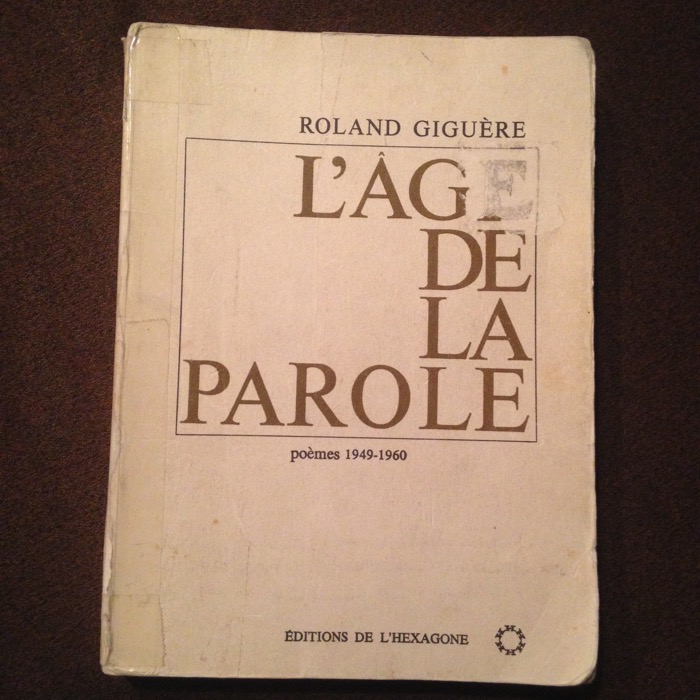 ROLAND GIGUÈRE
L'ÂGE
DE
LA
PAROLE
poèmes 1949-1960
ÉDITIONS DE L'HEXAGONE